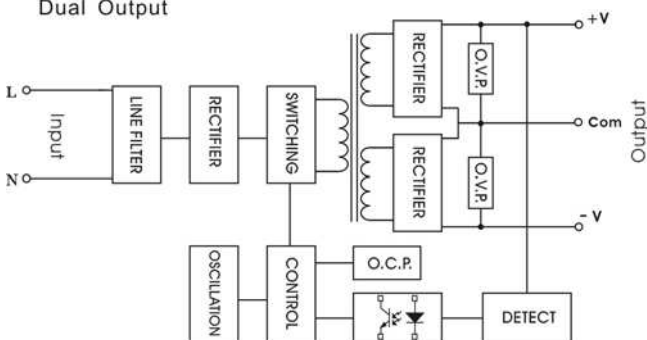 Dual Output
+V
RECTIFIER
O.V.P.
L
LINE FILTER
RECTIFIER
SWITCHING
Input
Com
Output
N
RECTIFIER
O.V.P.
- V
OSCILLATION
CONTROL
O.C.P.
DETECT